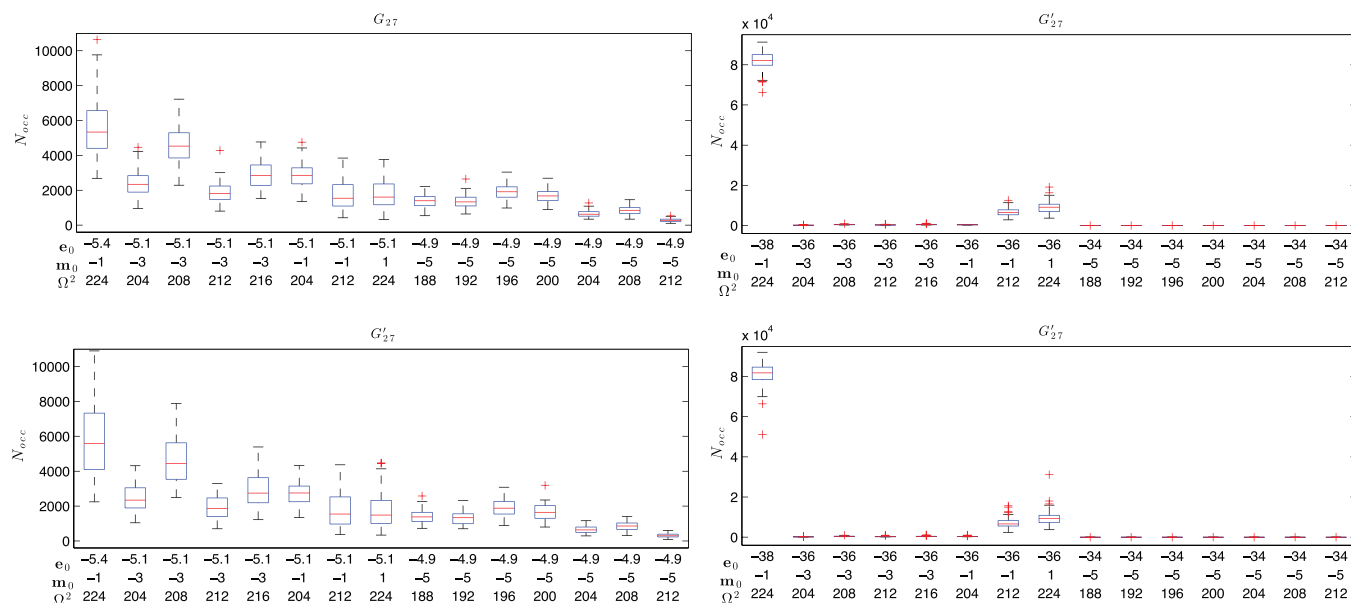 G₂₇
10000
8000
6000
4000
2000
0
N_occ
e₀ −5.4 −5.1 −5.1 −5.1 −5.1 −5.1 −5.1 −5.1 −4.9 −4.9 −4.9 −4.9 −4.9 −4.9 −4.9
m₀ −1 −3 −3 −3 −3 −1 −1 1 −5 −5 −5 −5 −5 −5 −5
Ω² 224 204 208 212 216 204 212 224 188 192 196 200 204 208 212
G′₂₇
x 10⁴
8
6
4
2
0
N_occ
e₀ −38 −36 −36 −36 −36 −36 −36 −36 −34 −34 −34 −34 −34 −34 −34
m₀ −1 −3 −3 −3 −3 −1 −1 1 −5 −5 −5 −5 −5 −5 −5
Ω² 224 204 208 212 216 204 212 224 188 192 196 200 204 208 212
G′₂₇
10000
8000
6000
4000
2000
0
N_occ
e₀ −5.4 −5.1 −5.1 −5.1 −5.1 −5.1 −5.1 −5.1 −4.9 −4.9 −4.9 −4.9 −4.9 −4.9 −4.9
m₀ −1 −3 −3 −3 −3 −1 −1 1 −5 −5 −5 −5 −5 −5 −5
Ω² 224 204 208 212 216 204 212 224 188 192 196 200 204 208 212
G′₂₇
x 10⁴
8
6
4
2
0
N_occ
e₀ −38 −36 −36 −36 −36 −36 −36 −36 −34 −34 −34 −34 −34 −34 −34
m₀ −1 −3 −3 −3 −3 −1 −1 1 −5 −5 −5 −5 −5 −5 −5
Ω² 224 204 208 212 216 204 212 224 188 192 196 200 204 208 212